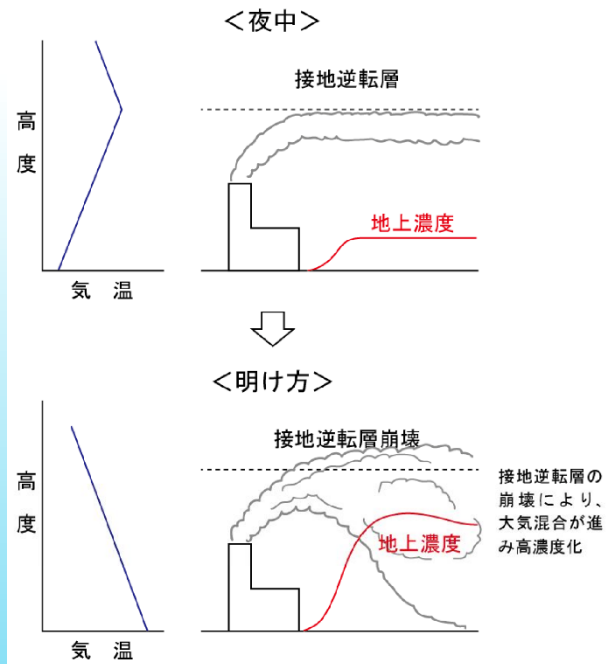 ＜夜中＞
接地逆転層
高
度
地上濃度
気 温
＜明け方＞
接地逆転層崩壊
高
度
接地逆転層の
崩壊により、
大気混合が進
み高濃度化
地上濃度
気 温